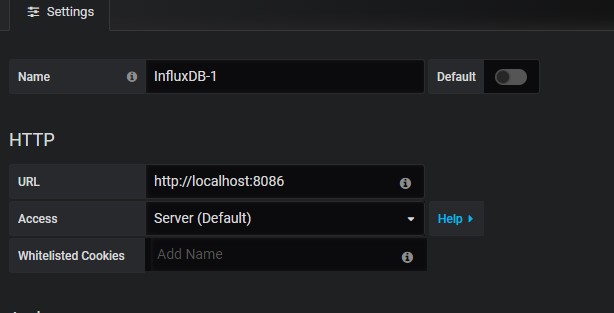 Settings
Name InfluxDB-1 Default
HTTP
URL http://localhost:8086
Access Server (Default) Help
Whitelisted Cookies Add Name